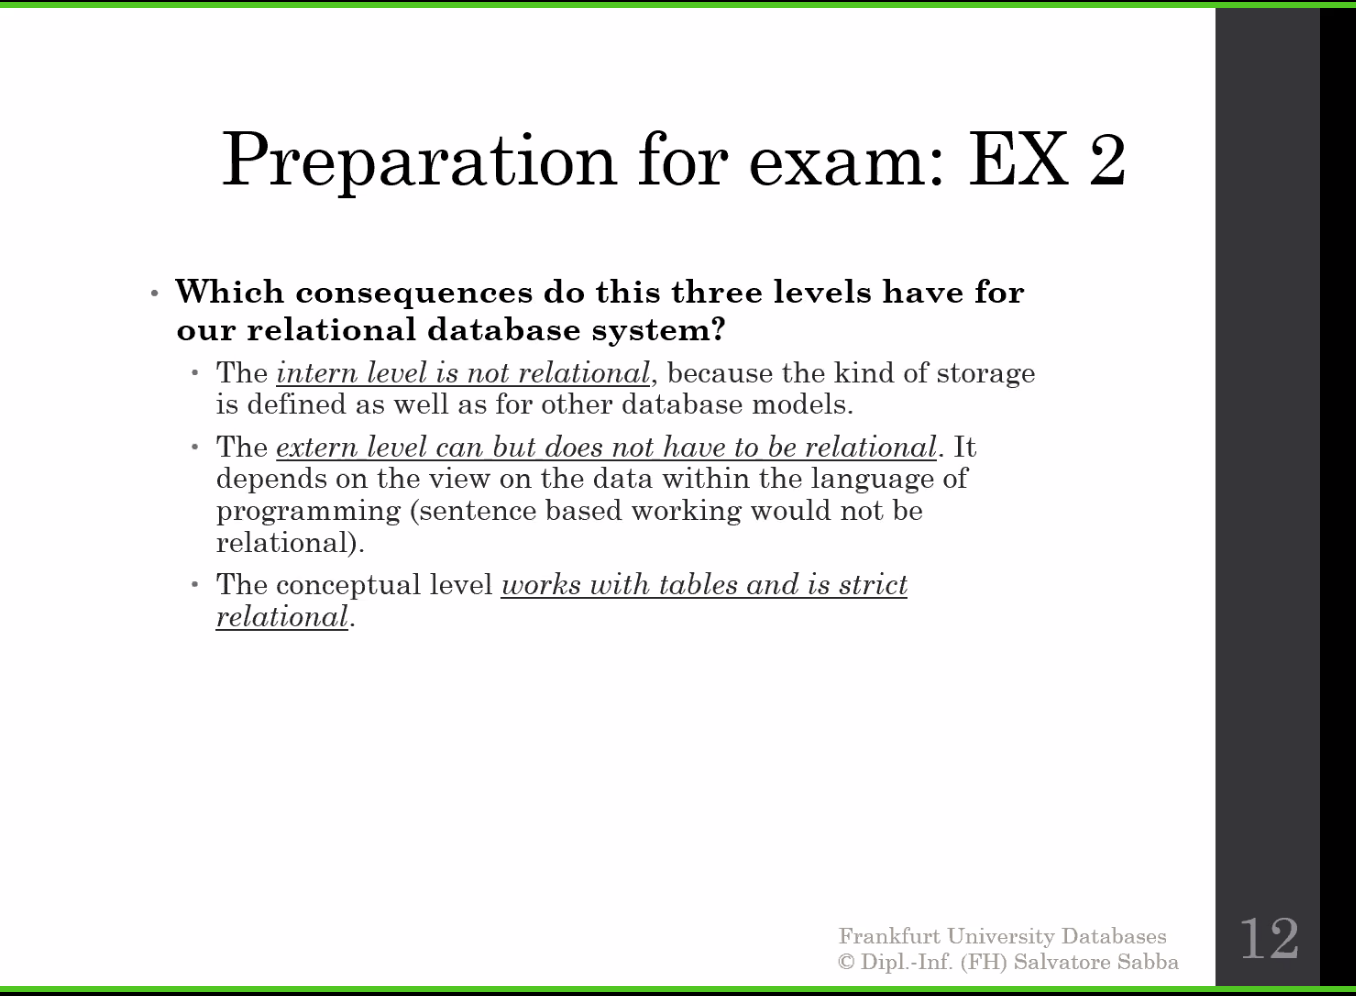 Preparation for exam: EX 2
• Which consequences do this three levels have for
our relational database system?
• The intern level is not relational, because the kind of storage
is defined as well as for other database models.
• The extern level can but does not have to be relational. It
depends on the view on the data within the language of
programming (sentence based working would not be
relational).
• The conceptual level works with tables and is strict
relational.
Frankfurt University Databases
© Dipl.-Inf. (FH) Salvatore Sabba
12